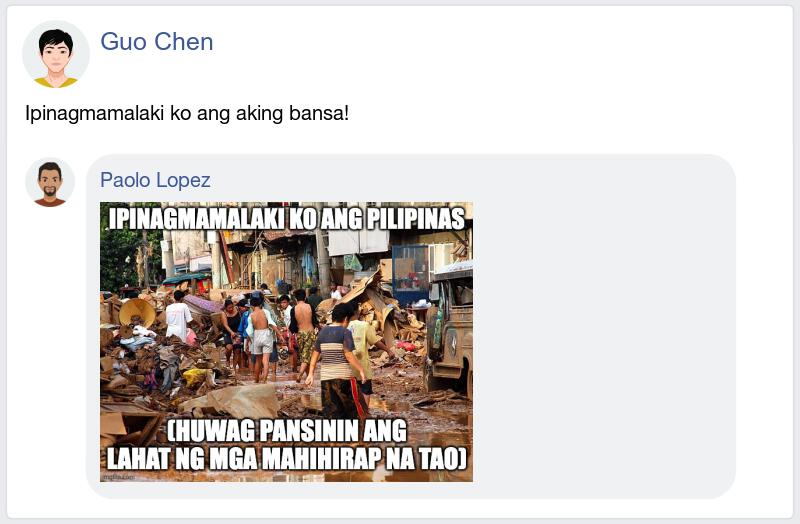 Guo Chen
Ipinagmamalaki ko ang aking bansa!
Paolo Lopez
IPINAGMAMALAKI KO ANG PILIPINAS
(HUWAG PANSININ ANG
LAHAT NG MGA MAHIHIRAP NA TAO)
imgflip.com